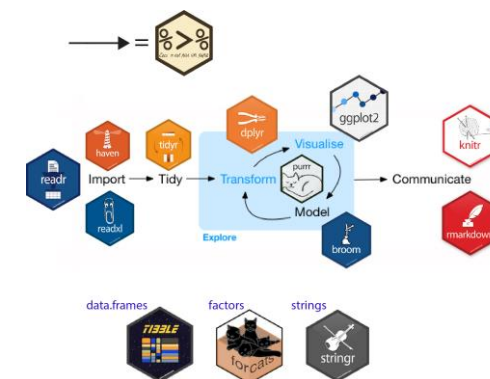 =
%>%
dplyr
ggplot2
haven
tidyr
Visualise
knitr
readr
Import
Tidy
Transform
purrr
Communicate
readxl
Model
Explore
broom
rmarkdown
data.frames
factors
strings
TIBBLE
forcats
stringr